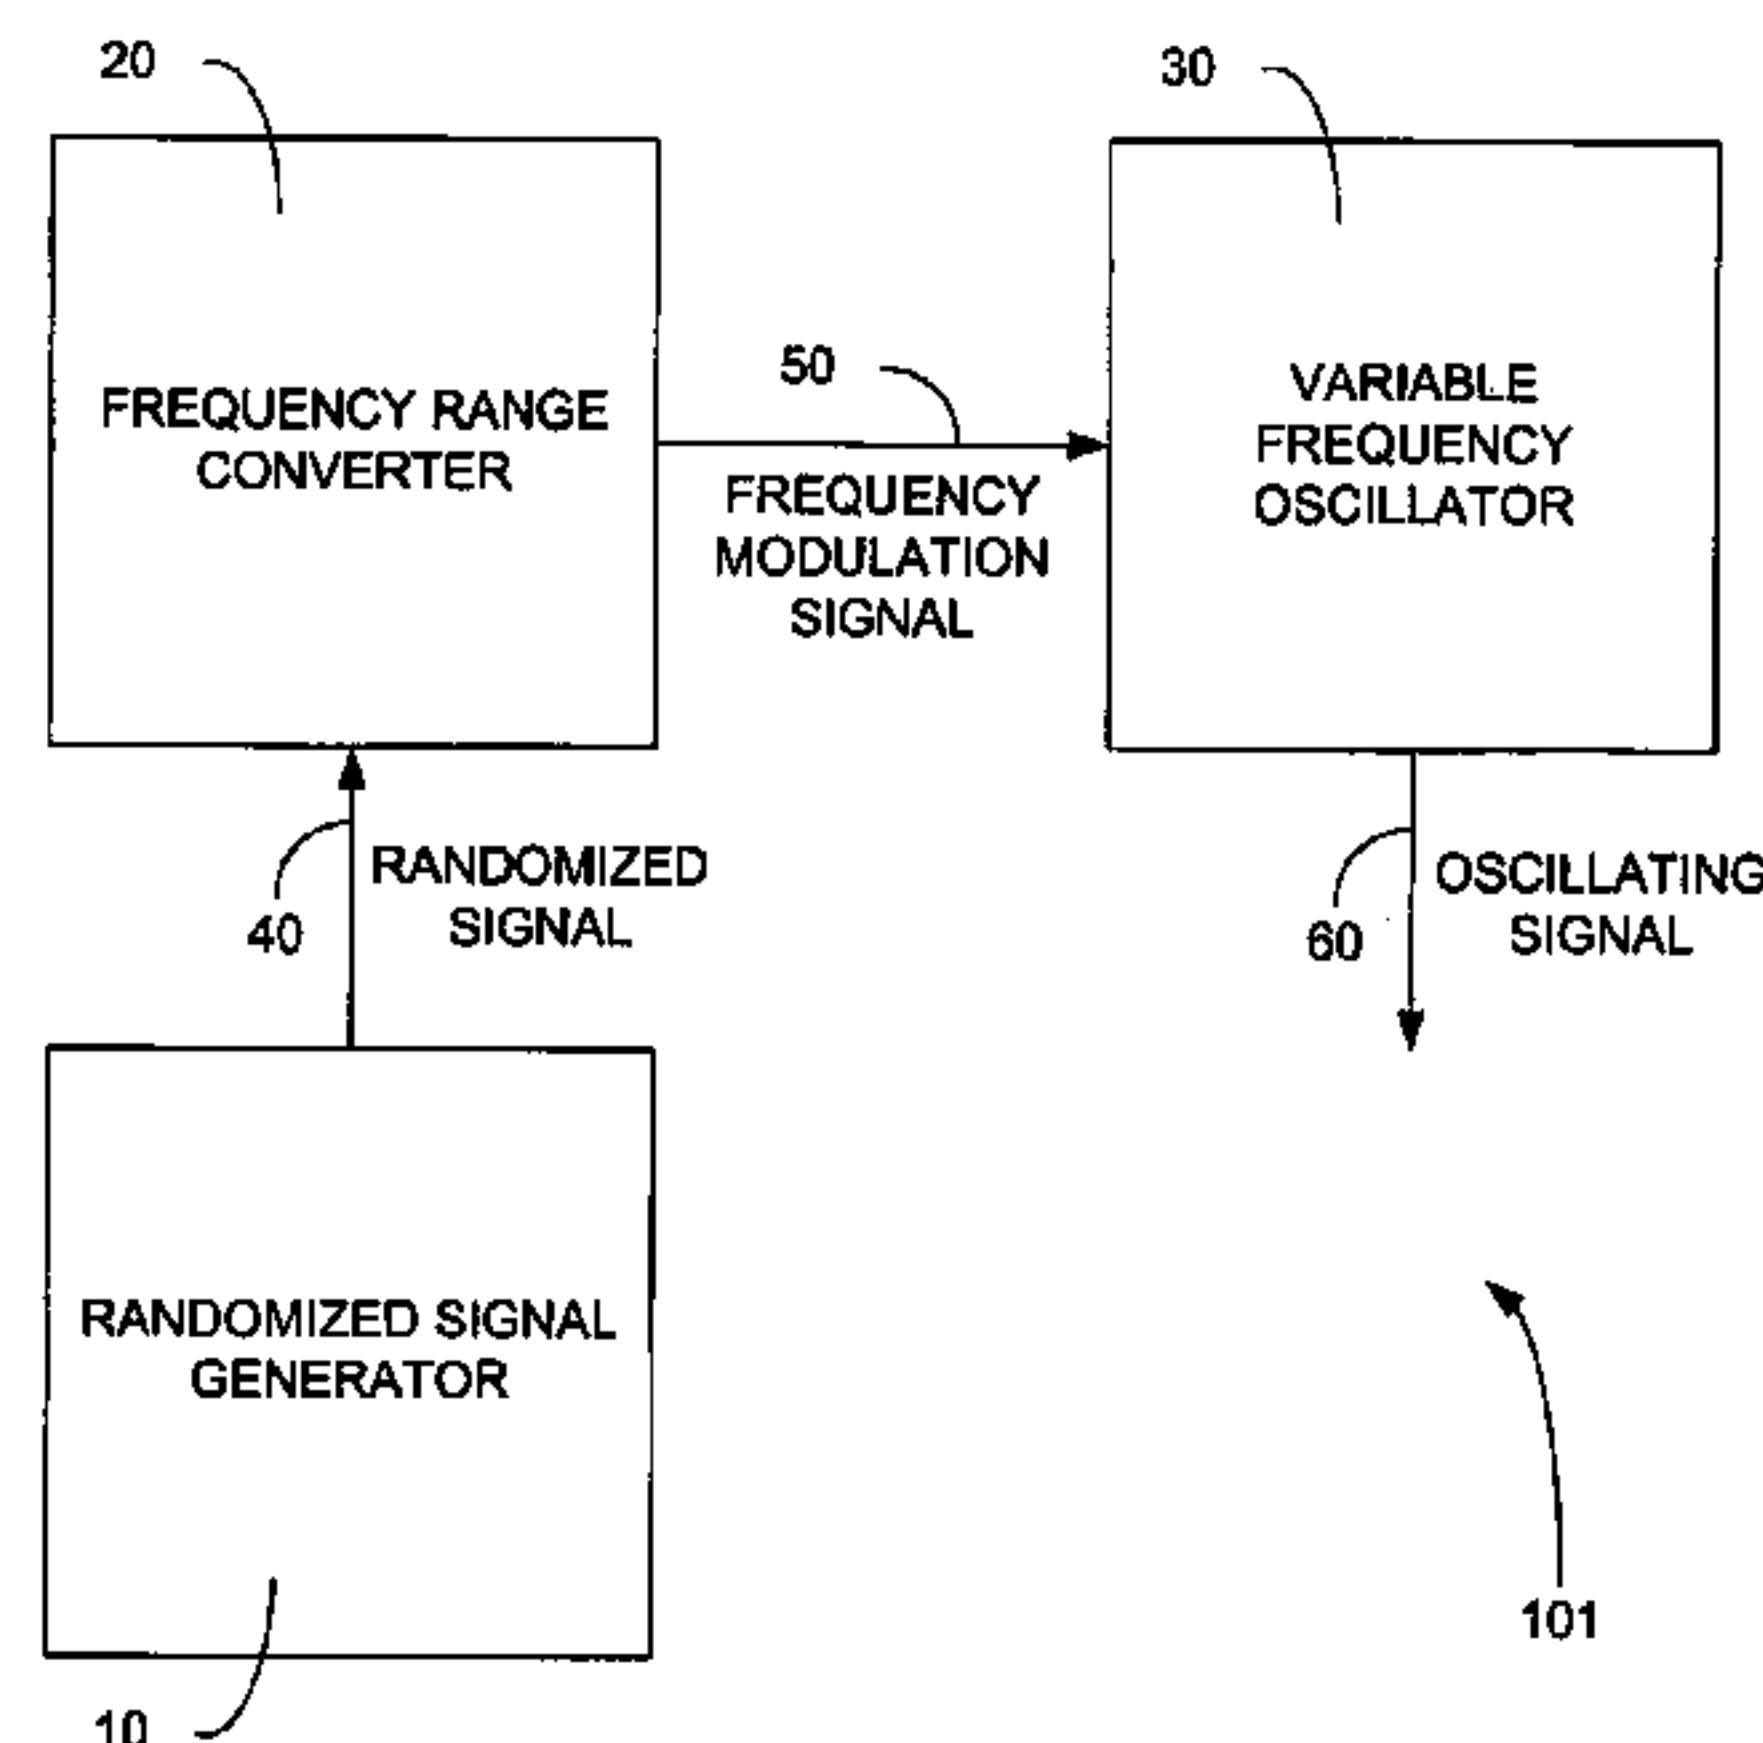 20
30
FREQUENCY RANGE
CONVERTER
50
VARIABLE
FREQUENCY
OSCILLATOR
FREQUENCY
MODULATION
SIGNAL
RANDOMIZED
SIGNAL
40
OSCILLATING
SIGNAL
60
RANDOMIZED SIGNAL
GENERATOR
101
10